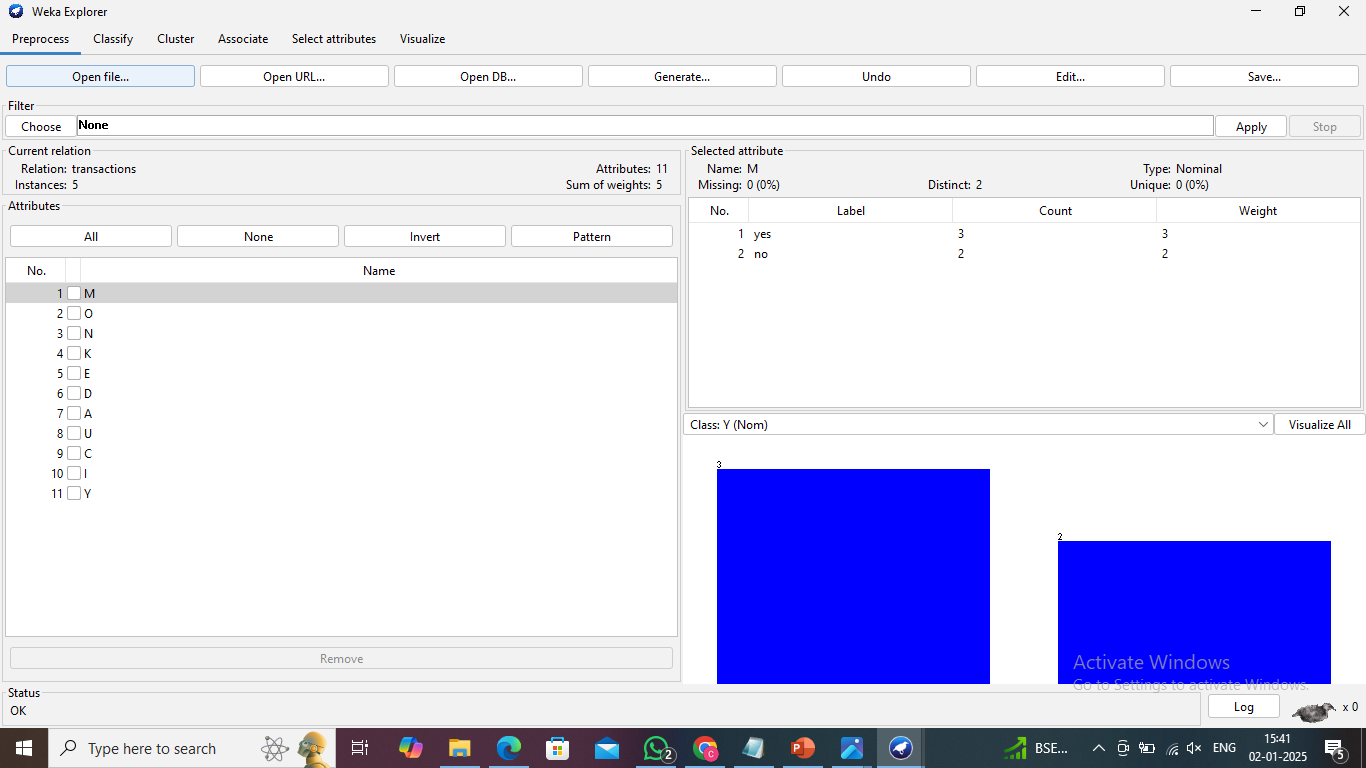 Weka Explorer
Preprocess Classify Cluster Associate Select attributes Visualize
Open file... Open URL... Open DB... Generate... Undo Edit... Save...
Filter
Choose None Apply Stop
Current relation
Relation: transactions Attributes: 11
Instances: 5 Sum of weights: 5
Attributes
All None Invert Pattern
No. Name
1 M
2 O
3 N
4 K
5 E
6 D
7 A
8 U
9 C
10 I
11 Y
Remove
Selected attribute
Name: M Type: Nominal
Missing: 0 (0%) Distinct: 2 Unique: 0 (0%)
No. Label Count Weight
1 yes 3 3
2 no 2 2
Class: Y (Nom) Visualize All
3
2
Activate Windows
Go to Settings to activate Windows.
Status
OK
Log x 0
Type here to search 2 C P BSE... ENG 15:41
02-01-2025 5